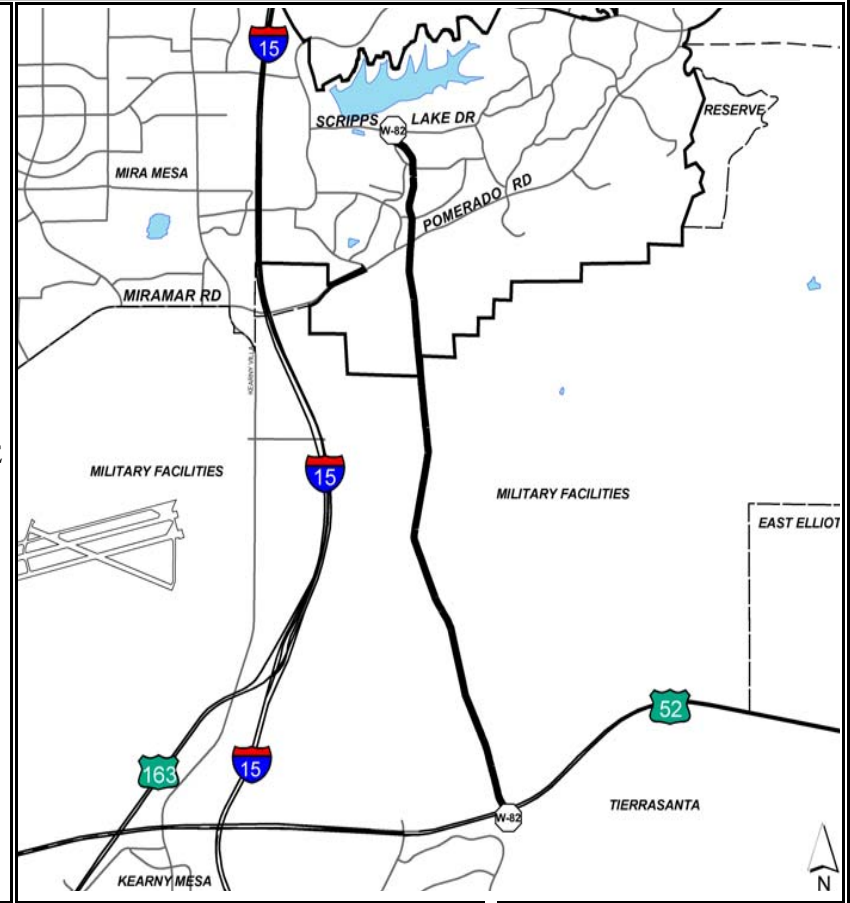 15
SCRIPPS LAKE DR
W-82
RESERVE
MIRA MESA
POMERADO RD
MIRAMAR RD
KEARNY VILLA
15
MILITARY FACILITIES
MILITARY FACILITIES
EAST ELLIOT
52
163
15
TIERRASANTA
W-82
KEARNY MESA
N